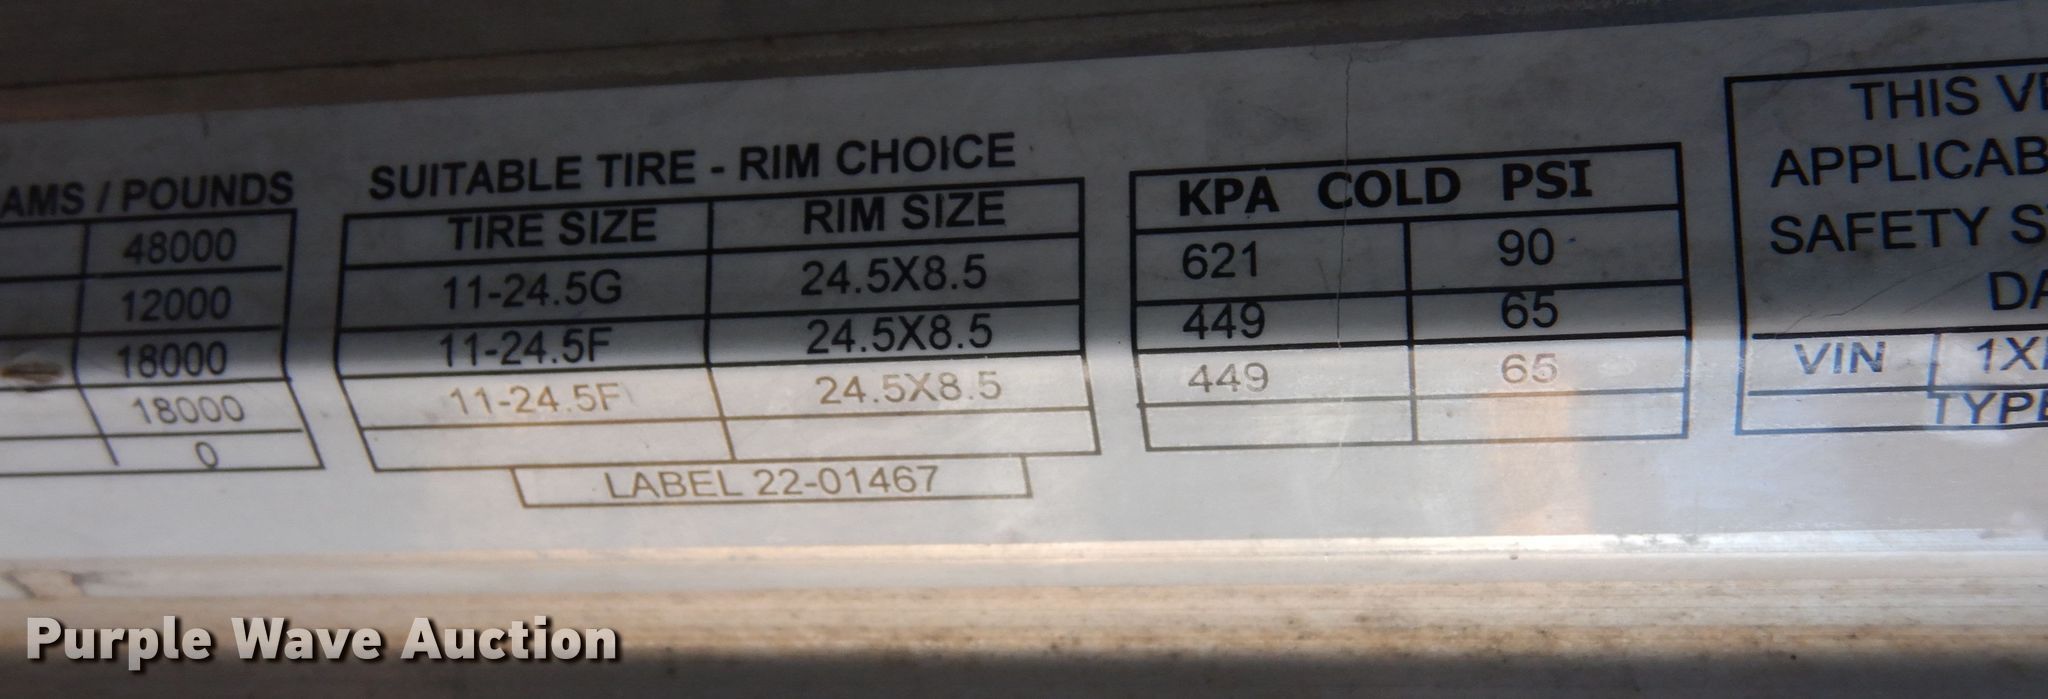 AMS / POUNDS
48000
12000
18000
18000
0
SUITABLE TIRE - RIM CHOICE
TIRE SIZE RIM SIZE
11-24.5G 24.5X8.5
11-24.5F 24.5X8.5
11-24.5F 24.5X8.5
LABEL 22-01467
KPA COLD PSI
621 90
449 65
449 65
THIS VE
APPLICAB
SAFETY S
DA
VIN 1X
TYPE
Purple Wave Auction